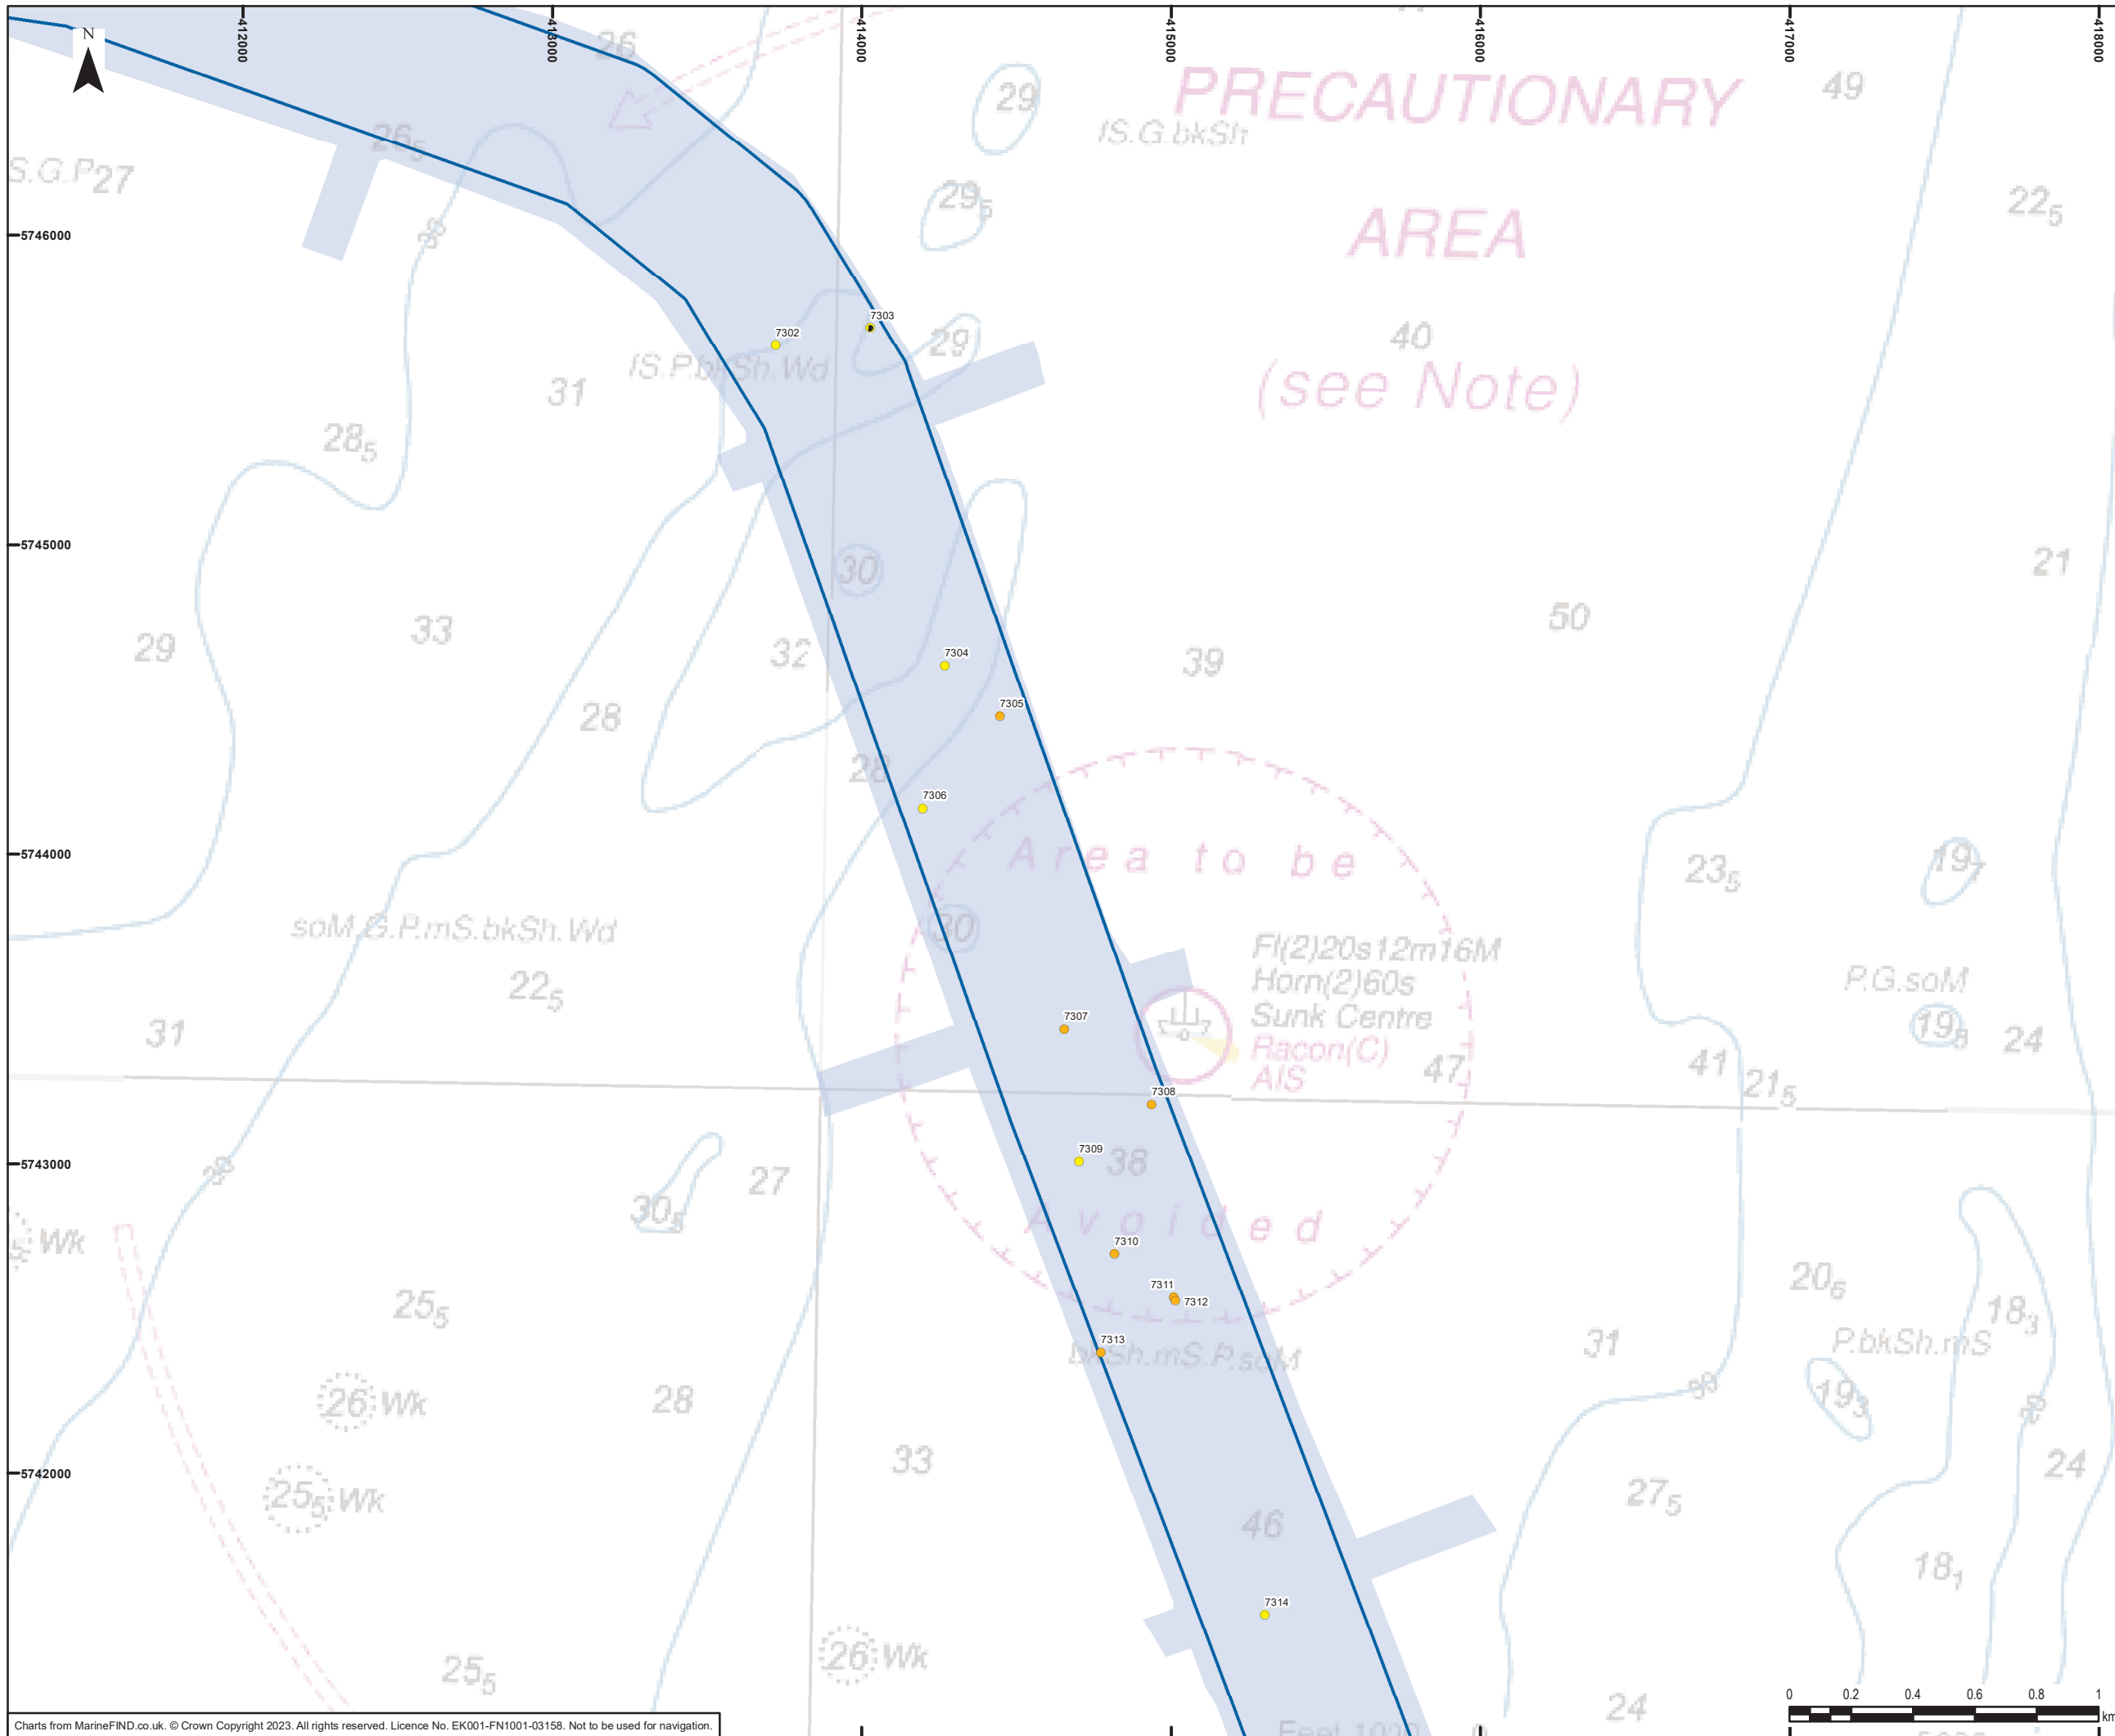 412000
413000
414000
415000
416000
417000
418000
N
26
29
PRECAUTIONARY
49
fS.G.bkSh
26₅
S.G.P 27
29₅
22₅
AREA
5746000
7303
7302
40
29
fS.P.bkSh.Wd
31
(see Note)
28₅
5745000
21
30
50
33
29
32
7304
39
7305
28
28
7306
5744000
Area to be
23₅
19₇
30
soM.G.P.mS.bkSh.Wd
Fl(2)20s12m16M
22₅
P.G.soM
Horn(2)60s
7307
Sunk Centre
31
19₈
24
Racon(C)
47
41
AIS
21₅
7308
5743000
7309
38
27
30₅
Avoided
Wk
7310
7311
7312
25₅
20₆
18₃
7313
31
P.bkSh.mS
bkSh.mS.P.soM
26 Wk
28
19₃
33
24
5742000
25₅ Wk
27₅
46
18₁
7314
26 Wk
25₅
24
0 0.2 0.4 0.6 0.8 1
km
Charts from MarineFIND.co.uk. © Crown Copyright 2023. All rights reserved. Licence No. EK001-FN1001-03158. Not to be used for navigation.